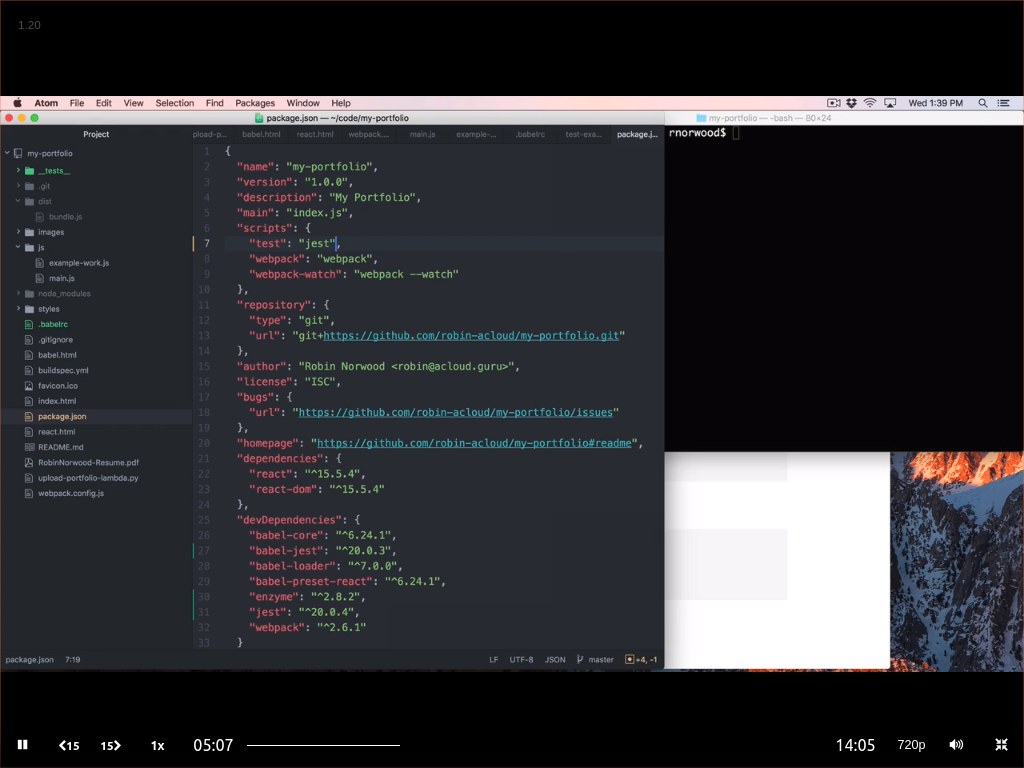 1.20
Atom File Edit View Selection Find Packages Window Help
Wed 1:39 PM
package.json — ~/code/my-portfolio
my-portfolio — -bash — 80×24
Project
pload-p... babel.html react.html webpack.... main.js example-... .babelrc test-exa... package.j...
rnorwood$
my-portfolio
__tests__
.git
dist
bundle.js
images
js
example-work.js
main.js
node_modules
styles
.babelrc
.gitignore
babel.html
buildspec.yml
favicon.ico
index.html
package.json
react.html
README.md
RobinNorwood-Resume.pdf
upload-portfolio-lambda.py
webpack.config.js
1 {
2 "name": "my-portfolio",
3 "version": "1.0.0",
4 "description": "My Portfolio",
5 "main": "index.js",
6 "scripts": {
7 "test": "jest",
8 "webpack": "webpack",
9 "webpack-watch": "webpack --watch"
10 },
11 "repository": {
12 "type": "git",
13 "url": "git+https://github.com/robin-acloud/my-portfolio.git"
14 },
15 "author": "Robin Norwood <robin@acloud.guru>",
16 "license": "ISC",
17 "bugs": {
18 "url": "https://github.com/robin-acloud/my-portfolio/issues"
19 },
20 "homepage": "https://github.com/robin-acloud/my-portfolio#readme",
21 "dependencies": {
22 "react": "^15.5.4",
23 "react-dom": "^15.5.4"
24 },
25 "devDependencies": {
26 "babel-core": "^6.24.1",
27 "babel-jest": "^20.0.3",
28 "babel-loader": "^7.0.0",
29 "babel-preset-react": "^6.24.1",
30 "enzyme": "^2.8.2",
31 "jest": "^20.0.4",
32 "webpack": "^2.6.1"
33 }
package.json 7:19
LF UTF-8 JSON master +4, -1
15 15 1x 05:07 14:05 720p